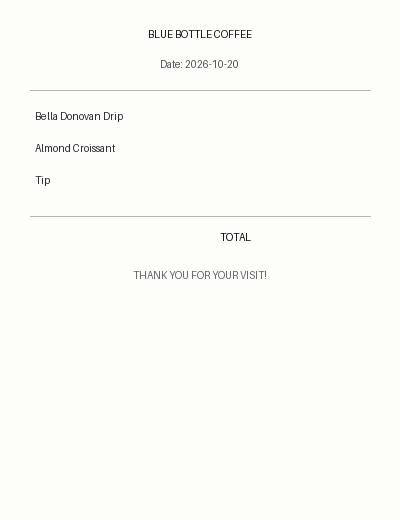 BLUE BOTTLE COFFEE
Date: 2026-10-20
Bella Donovan Drip
Almond Croissant
Tip
TOTAL
THANK YOU FOR YOUR VISIT!